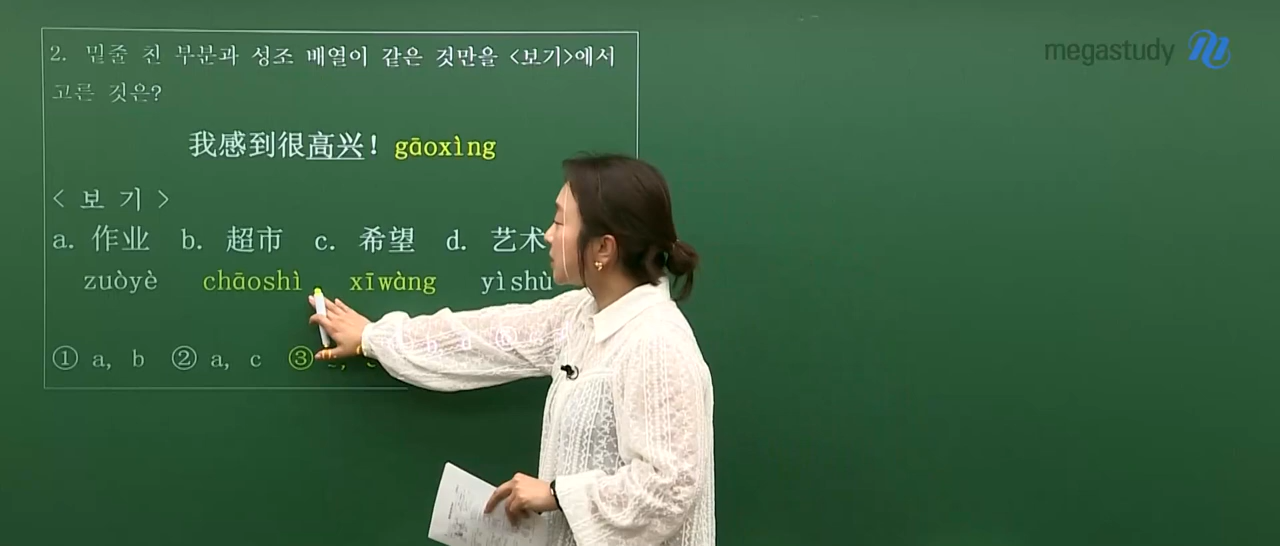 megastudy
2. 밑줄 친 부분과 성조 배열이 같은 것만을 <보기>에서
고른 것은?
我感到很高兴! gāoxìng
< 보 기 >
a. 作业 b. 超市 c. 希望 d. 艺术
zuòyè chāoshì xīwàng yìshù
① a, b ② a, c ③